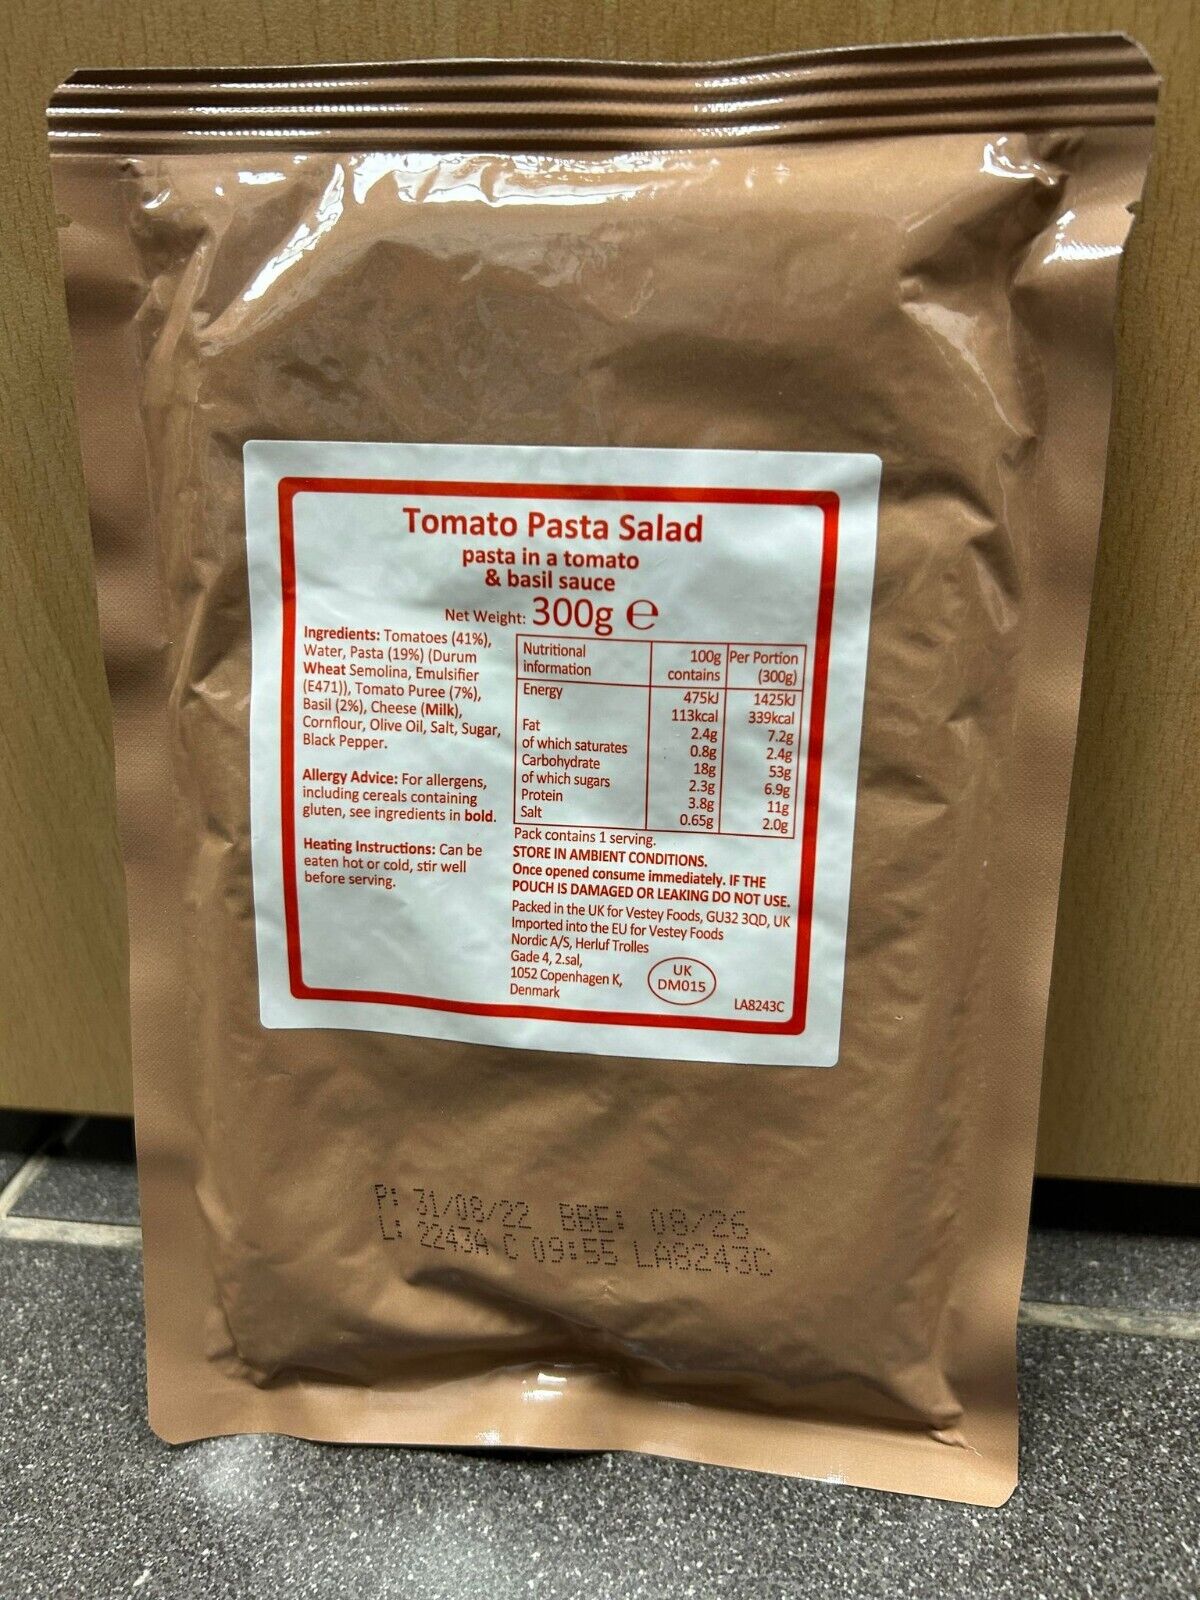 Tomato Pasta Salad
pasta in a tomato
& basil sauce
Net Weight: 300g ℮
Ingredients: Tomatoes (41%),
Water, Pasta (19%) (Durum
Wheat Semolina, Emulsifier
(E471)), Tomato Puree (7%),
Basil (2%), Cheese (Milk),
Cornflour, Olive Oil, Salt, Sugar,
Black Pepper.
Allergy Advice: For allergens,
including cereals containing
gluten, see ingredients in bold.
Heating Instructions: Can be
eaten hot or cold, stir well
before serving.
Nutritional information 100g contains Per Portion (300g)
Energy 475kJ 1425kJ
113kcal 339kcal
Fat 2.4g 7.2g
of which saturates 0.8g 2.4g
Carbohydrate 18g 53g
of which sugars 2.3g 6.9g
Protein 3.8g 11g
Salt 0.65g 2.0g
Pack contains 1 serving.
STORE IN AMBIENT CONDITIONS.
Once opened consume immediately. IF THE
POUCH IS DAMAGED OR LEAKING DO NOT USE.
Packed in the UK for Vestey Foods, GU32 3QD, UK
Imported into the EU for Vestey Foods
Nordic A/S, Herluf Trolles
Gade 4, 2.sal,
1052 Copenhagen K,
Denmark
UK
DM015
LA8243C
P: 31/08/22 BBE: 08/26
L: 2243A C 09:55 LA8243C